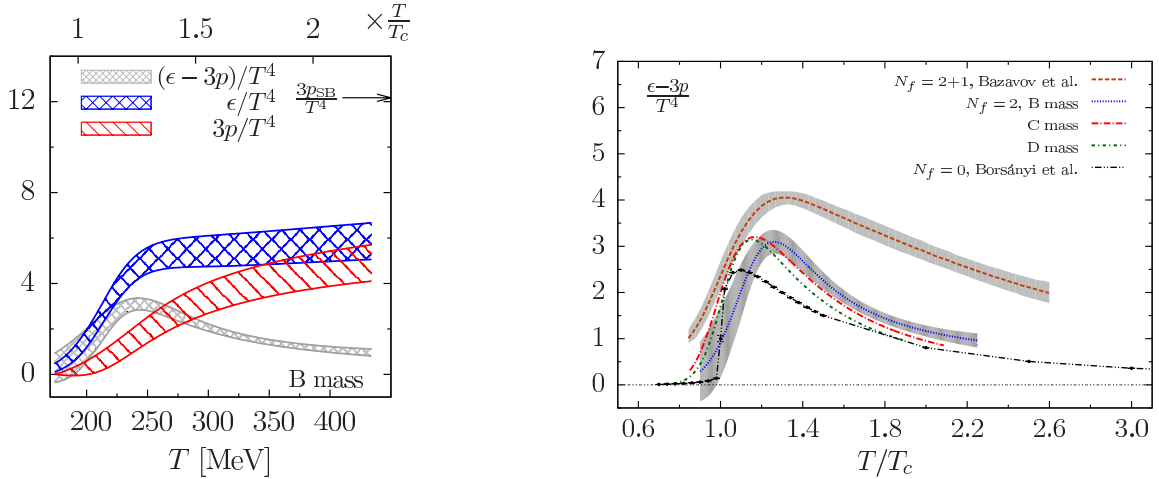 1 1.5 2 × T/T_c
(ϵ − 3p)/T⁴
ϵ/T⁴
3p/T⁴
3p_SB/T⁴
12
8
4
0
B mass
200 250 300 350 400
T [MeV]
7
6
5
4
3
2
1
0
ϵ−3p/T⁴
N_f = 2+1, Bazavov et al.
N_f = 2, B mass
C mass
D mass
N_f = 0, Borsányi et al.
0.6 1.0 1.4 1.8 2.2 2.6 3.0
T/T_c